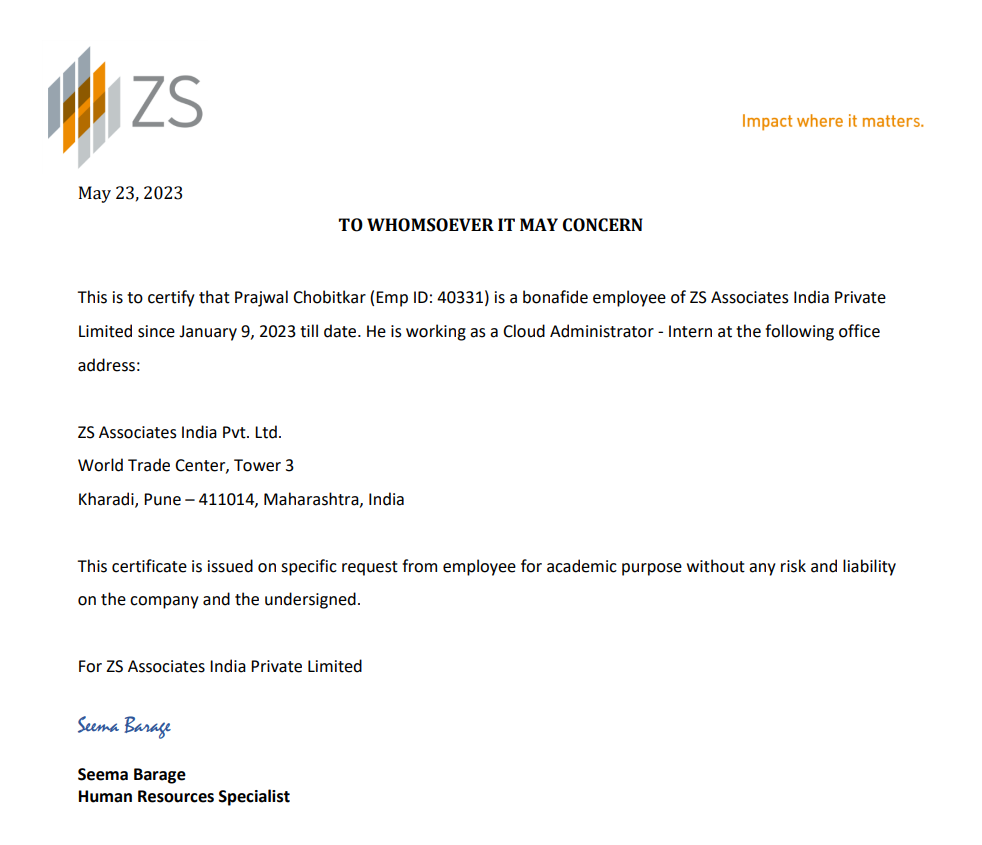 ZS
Impact where it matters.
May 23, 2023
TO WHOMSOEVER IT MAY CONCERN
This is to certify that Prajwal Chobitkar (Emp ID: 40331) is a bonafide employee of ZS Associates India Private
Limited since January 9, 2023 till date. He is working as a Cloud Administrator - Intern at the following office
address:
ZS Associates India Pvt. Ltd.
World Trade Center, Tower 3
Kharadi, Pune – 411014, Maharashtra, India
This certificate is issued on specific request from employee for academic purpose without any risk and liability
on the company and the undersigned.
For ZS Associates India Private Limited
Seema Barage
Seema Barage
Human Resources Specialist